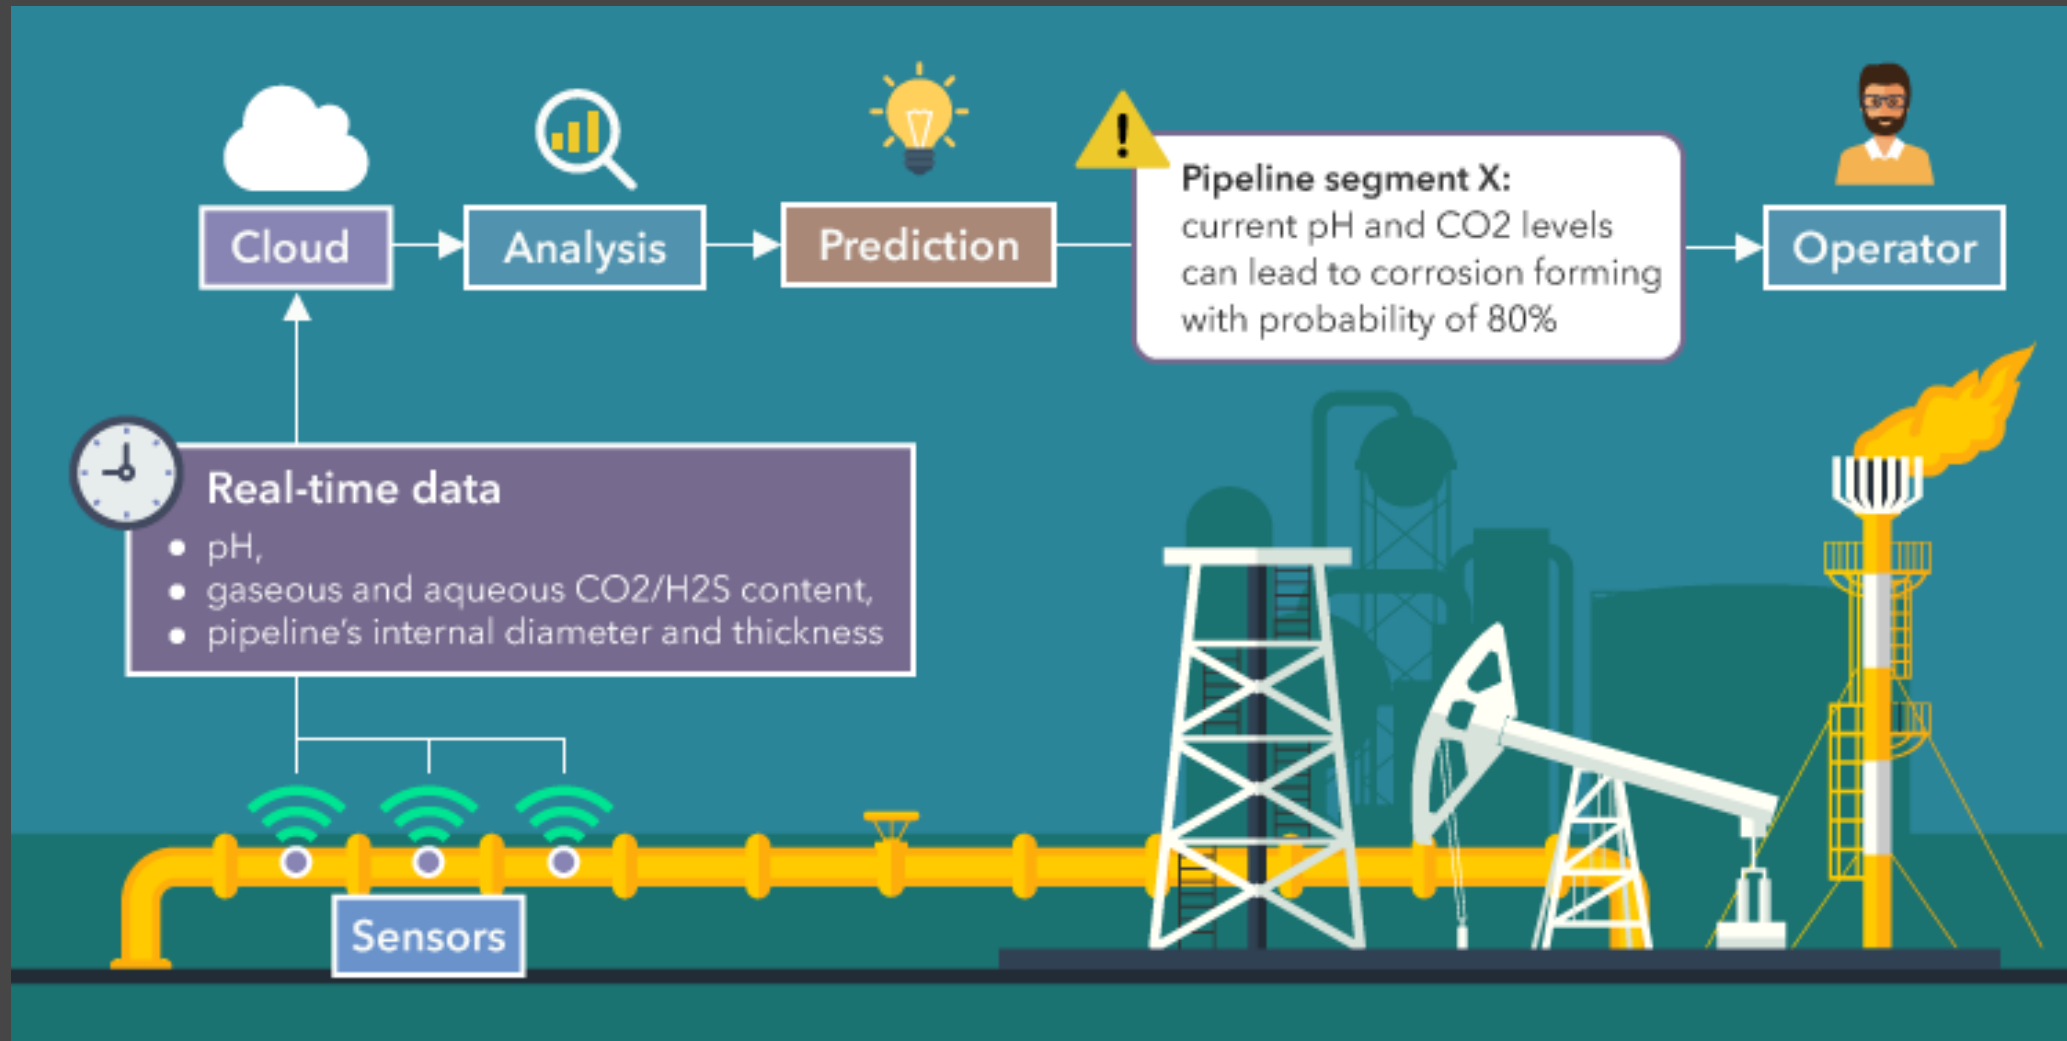 Cloud
Analysis
Prediction
!
Pipeline segment X:
current pH and CO2 levels
can lead to corrosion forming
with probability of 80%
Operator
Real-time data
• pH,
• gaseous and aqueous CO2/H2S content,
• pipeline's internal diameter and thickness
Sensors